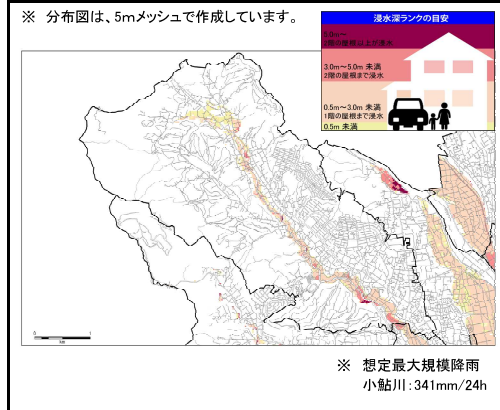 ※ 分布図は、5mメッシュで作成しています。
浸水深ランクの目安
5.0m～
2階の屋根以上が浸水
3.0m～5.0m 未満
2階の屋根まで浸水
0.5m～3.0m 未満
1階の屋根まで浸水
0.5m 未満
0
1
km
※ 想定最大規模降雨
小鮎川:341mm/24h